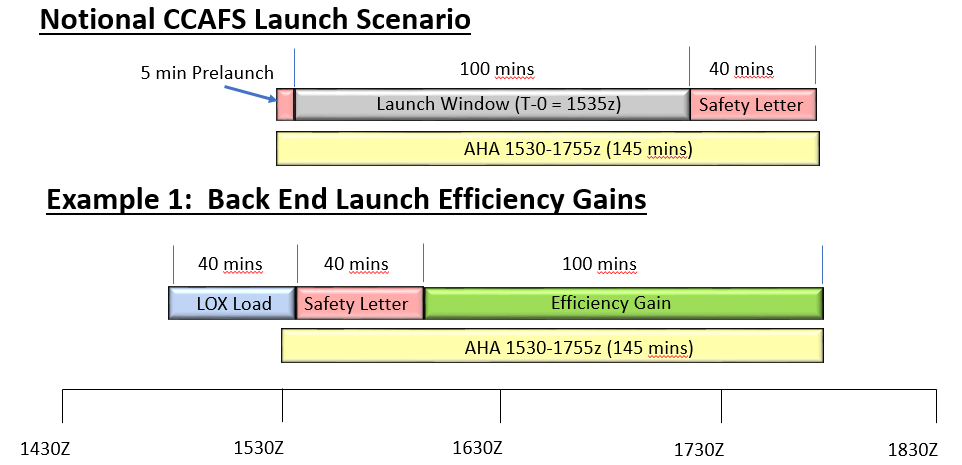 Notional CCAFS Launch Scenario
5 min Prelaunch
100 mins
40 mins
Launch Window (T-0 = 1535z)
Safety Letter
AHA 1530-1755z (145 mins)
Example 1:  Back End Launch Efficiency Gains
40 mins
40 mins
100 mins
LOX Load
Safety Letter
Efficiency Gain
AHA 1530-1755z (145 mins)
1430Z
1530Z
1630Z
1730Z
1830Z